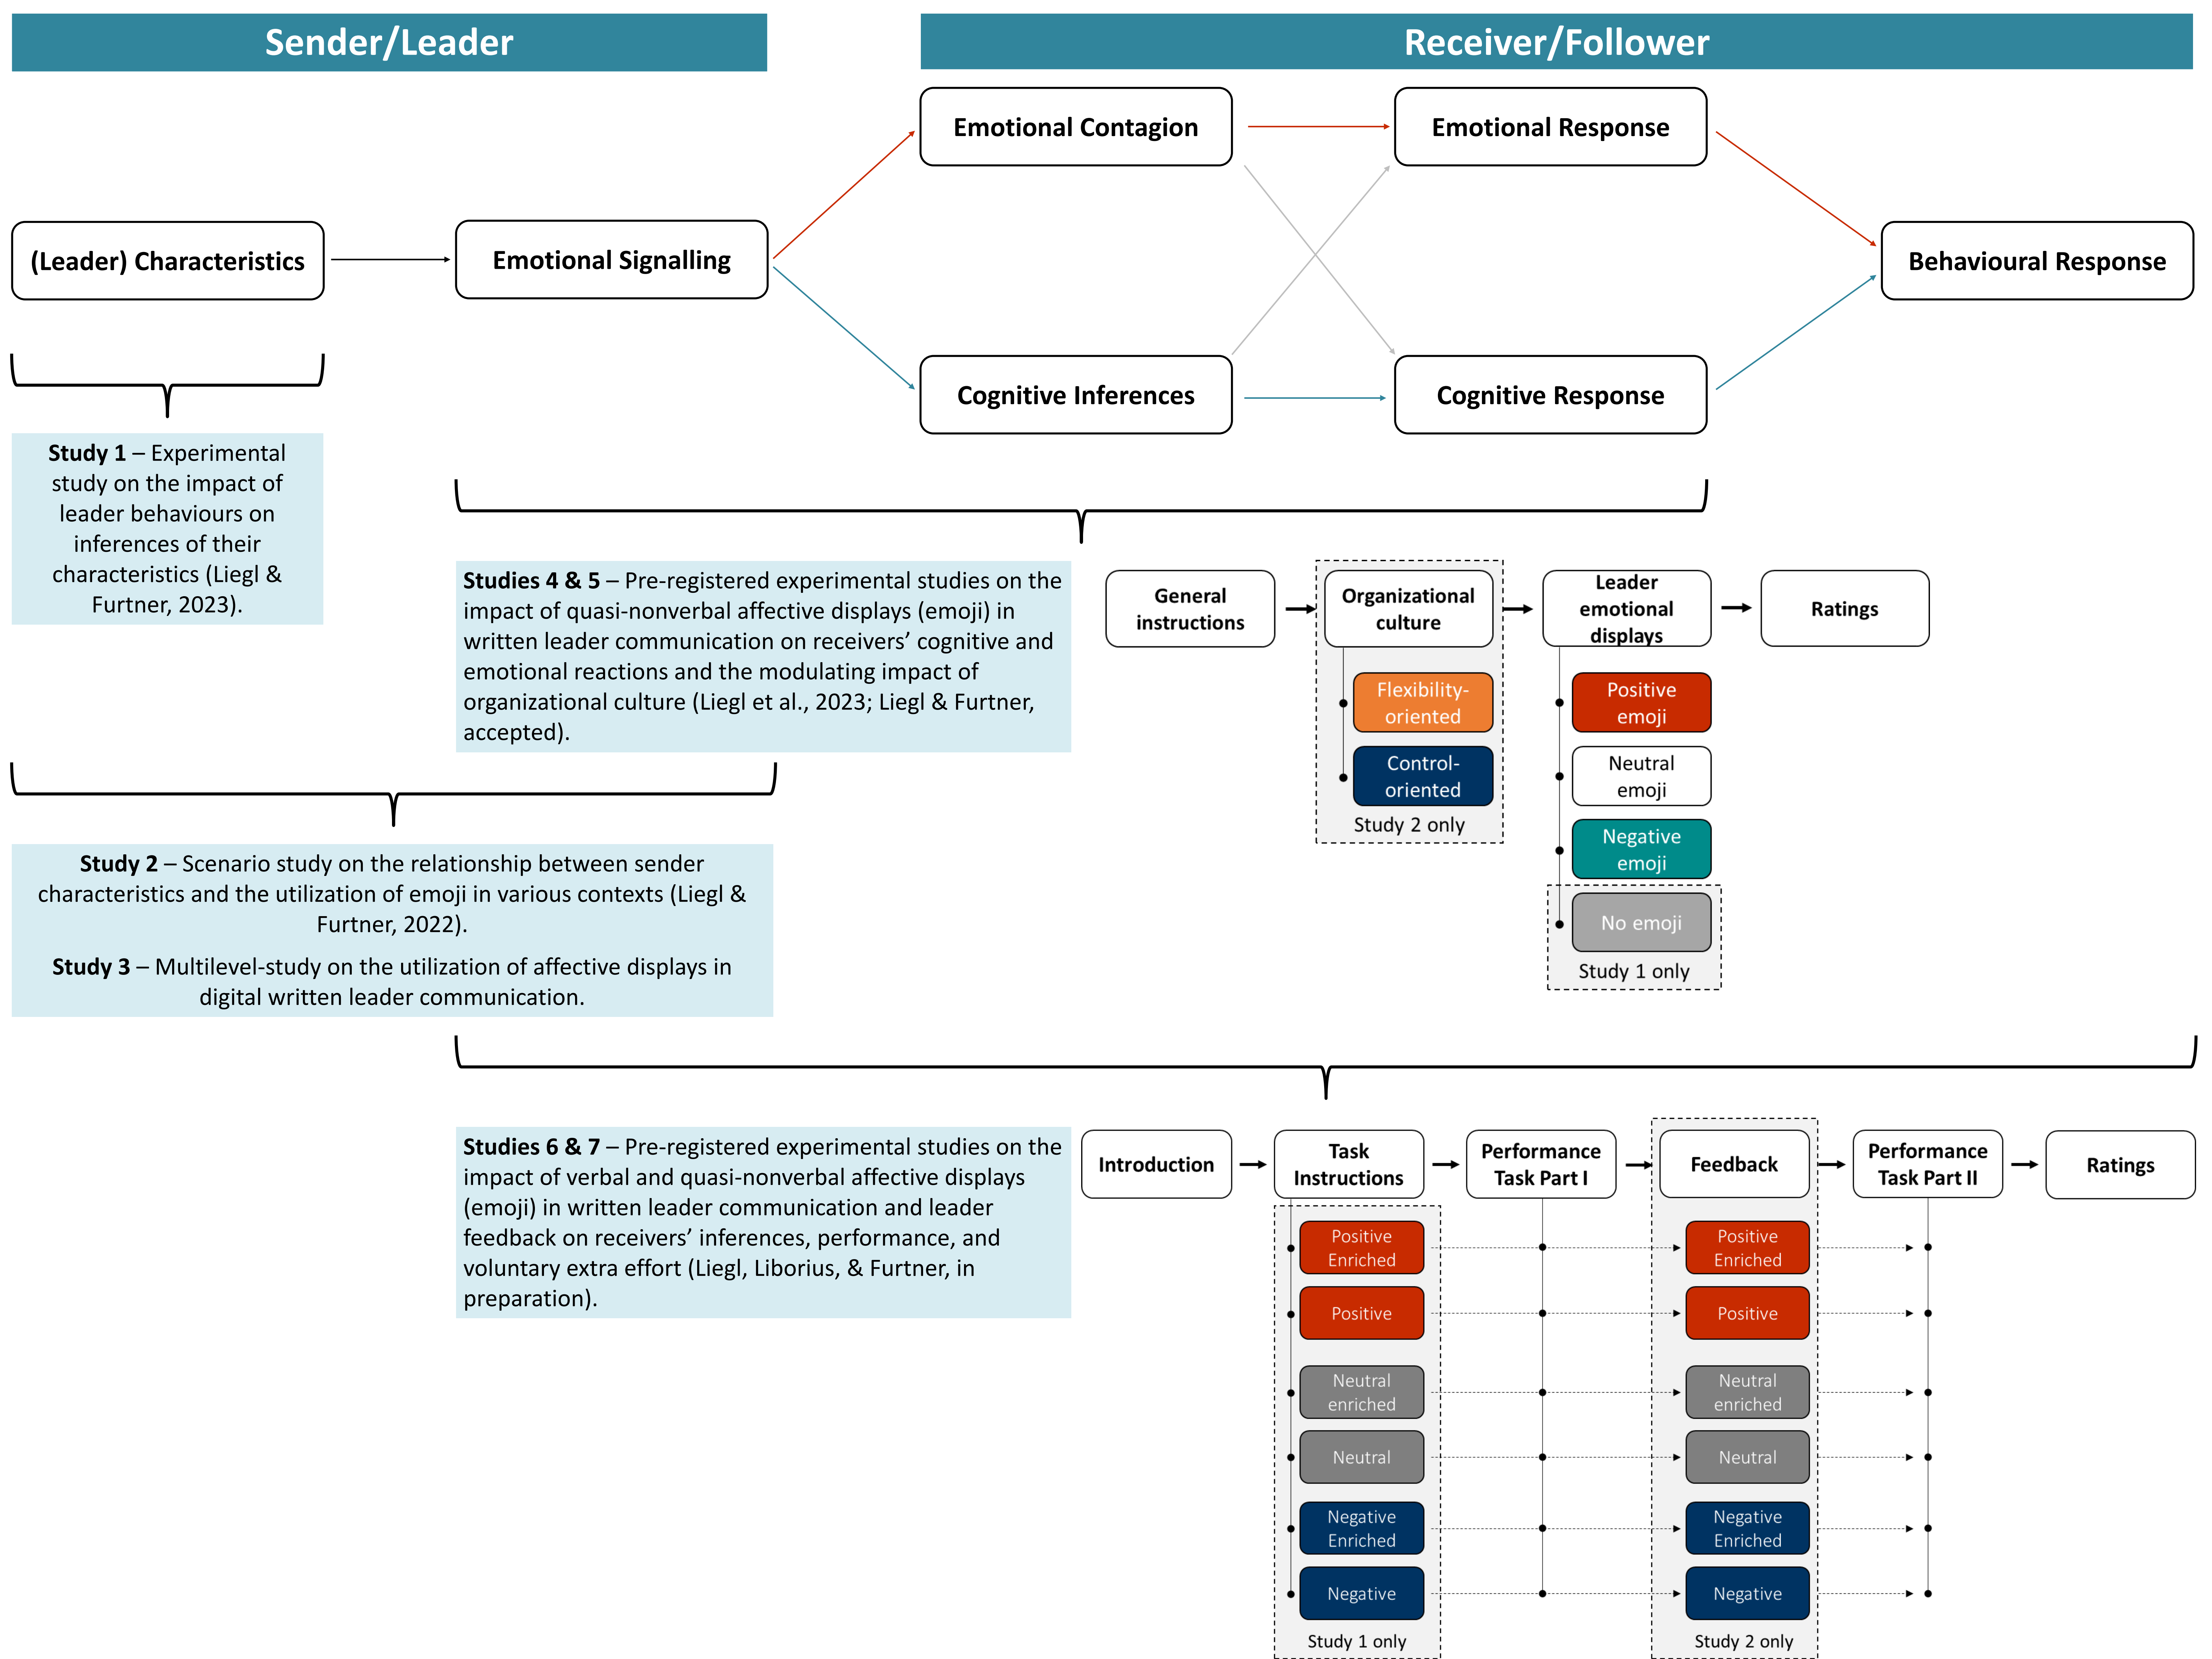 Sender/Leader
Receiver/Follower
Emotional Contagion
Emotional Response
(Leader) Characteristics
Emotional Signalling
Behavioural Response
Cognitive Inferences
Cognitive Response
Study 1 – Experimental
study on the impact of
leader behaviours on
inferences of their
characteristics (Liegl &
Furtner, 2023).
Studies 4 & 5 – Pre-registered experimental studies on the
impact of quasi-nonverbal affective displays (emoji) in
written leader communication on receivers’ cognitive and
emotional reactions and the modulating impact of
organizational culture (Liegl et al., 2023; Liegl & Furtner,
accepted).
General
instructions
Organizational
culture
Flexibility-
oriented
Control-
oriented
Study 2 only
Leader
emotional
displays
Positive
emoji
Neutral
emoji
Negative
emoji
No emoji
Study 1 only
Ratings
Study 2 – Scenario study on the relationship between sender
characteristics and the utilization of emoji in various contexts (Liegl &
Furtner, 2022).
Study 3 – Multilevel-study on the utilization of affective displays in
digital written leader communication.
Studies 6 & 7 – Pre-registered experimental studies on the
impact of verbal and quasi-nonverbal affective displays
(emoji) in written leader communication and leader
feedback on receivers’ inferences, performance, and
voluntary extra effort (Liegl, Liborius, & Furtner, in
preparation).
Introduction
Task
Instructions
Positive
Enriched
Positive
Neutral
enriched
Neutral
Negative
Enriched
Negative
Study 1 only
Performance
Task Part I
Feedback
Positive
Enriched
Positive
Neutral
enriched
Neutral
Negative
Enriched
Negative
Study 2 only
Performance
Task Part II
Ratings